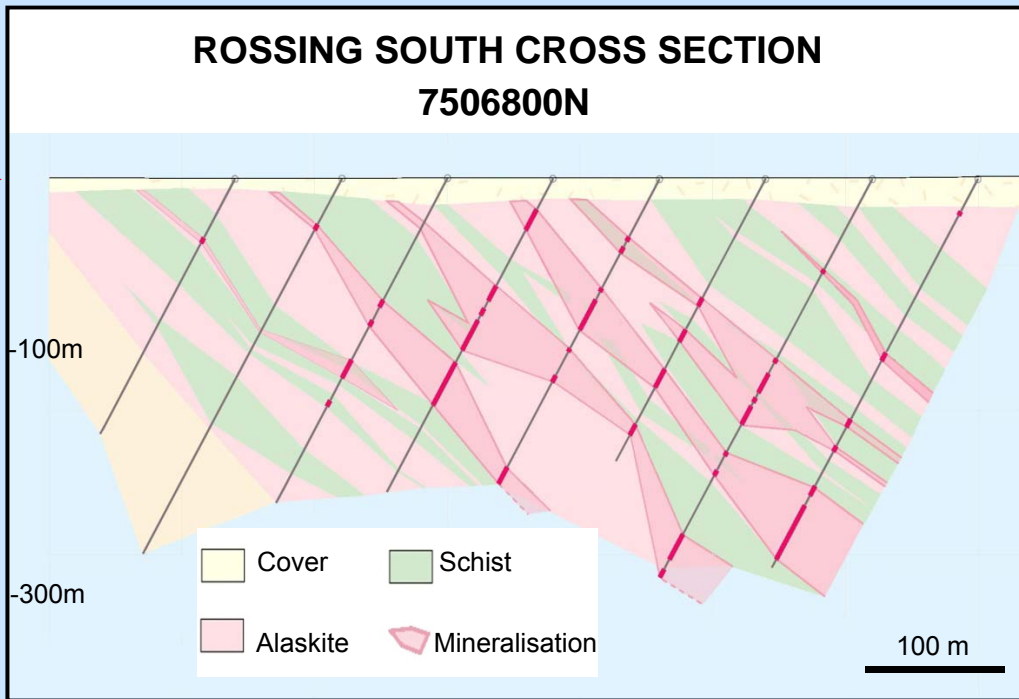 ROSSING SOUTH CROSS SECTION
7506800N
-100m
-300m
Cover
Schist
Alaskite
Mineralisation
100 m